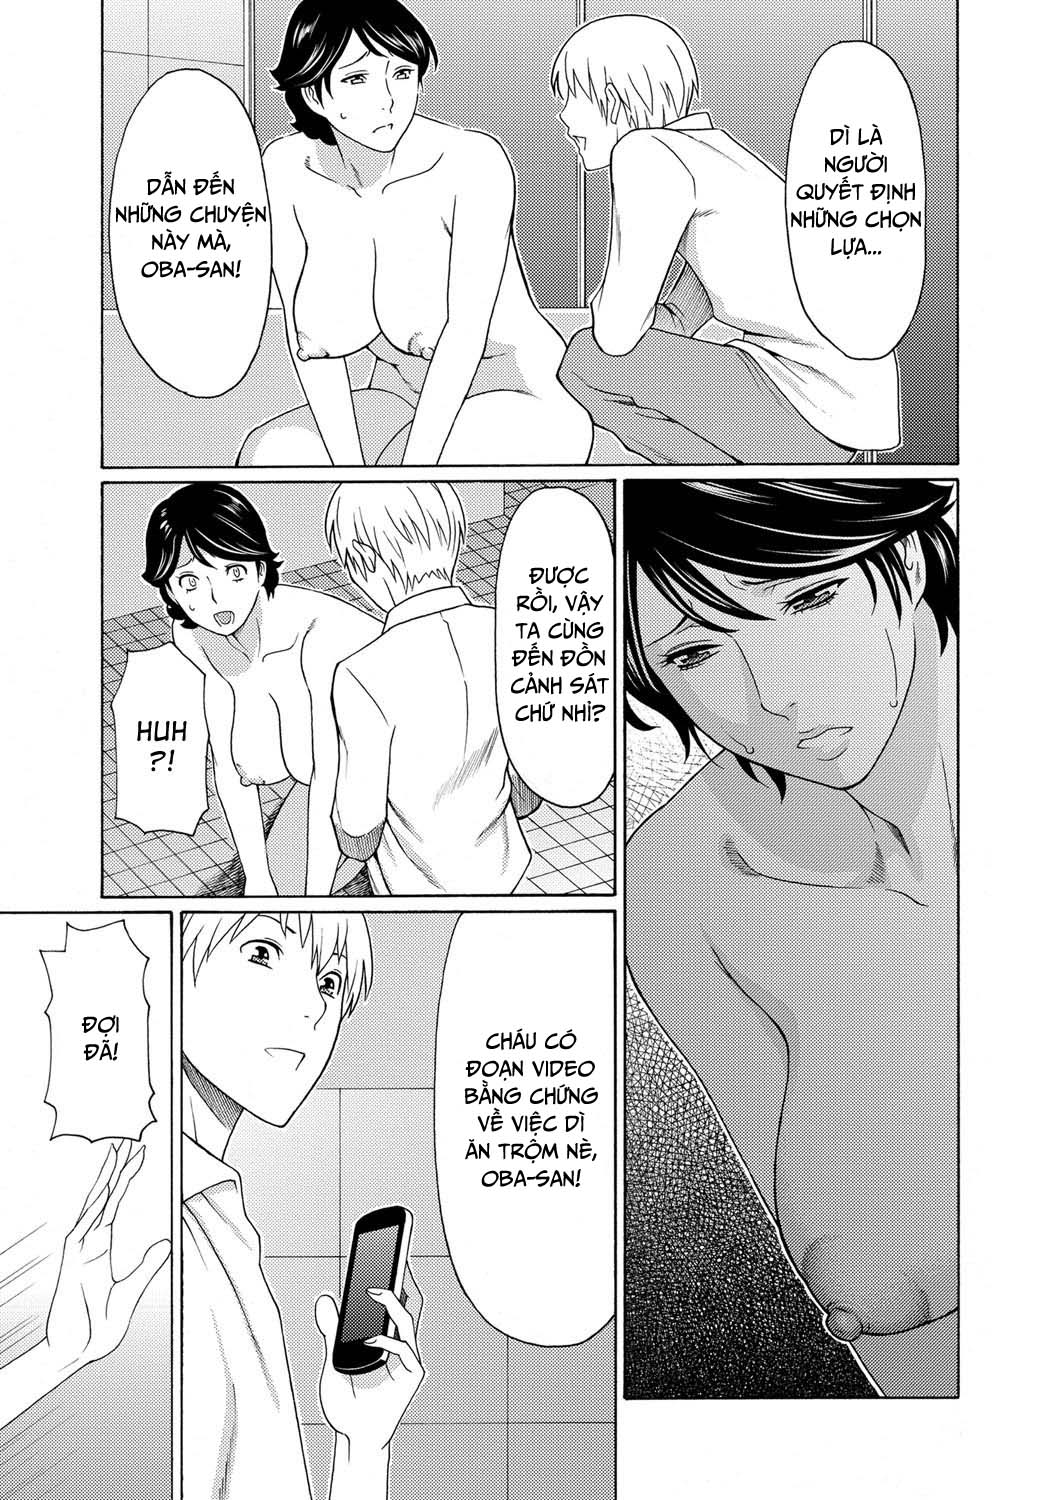 DÌ LÀ
NGƯỜI
QUYẾT ĐỊNH
NHỮNG CHỌN
LỰA...
DẪN ĐẾN
NHỮNG CHUYỆN
NÀY MÀ,
OBA-SAN!
ĐƯỢC
RỒI, VẬY
TA CÙNG
ĐẾN ĐỒN
CẢNH SÁT
CHỨ NHỈ?
HUH
?!
CHÁU CÓ
ĐOẠN VIDEO
BẰNG CHỨNG
VỀ VIỆC DÌ
ĂN TRỘM NÈ,
OBA-SAN!
ĐỢI
ĐÃ!